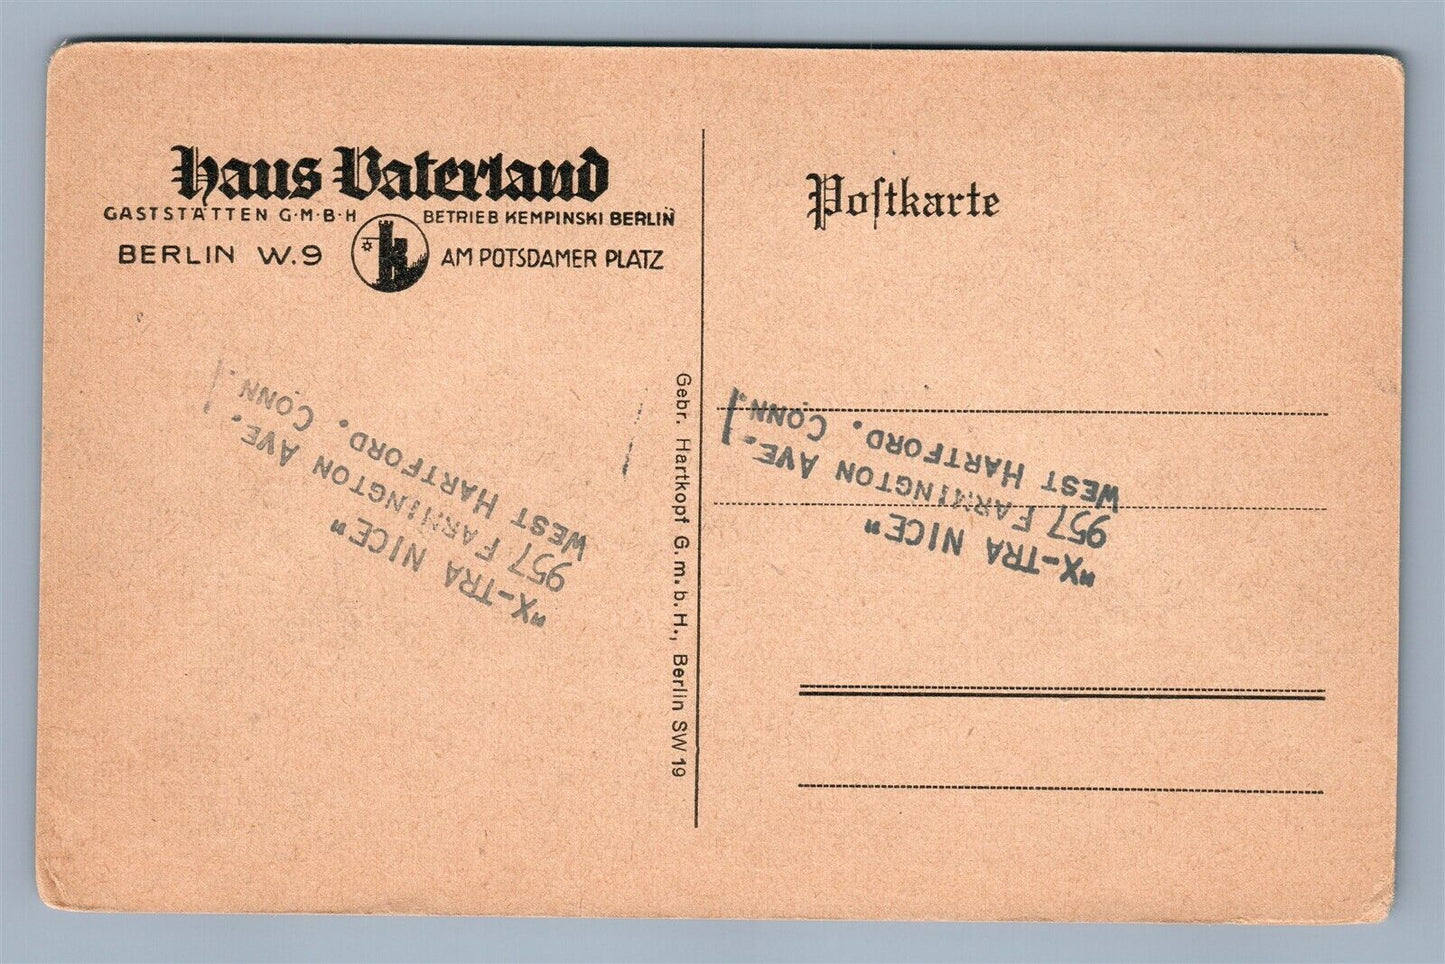 Haus Vaterland
GASTSTÄTTEN G·M·B·H BETRIEB KEMPINSKI BERLIN
BERLIN W.9 AM POTSDAMER PLATZ
Poſtkarte
Gebr. Hartkopf G.m.b.H., Berlin SW 19
"X-TRA NICE"
957 FARMINGTON AVE.
WEST HARTFORD. CONN.
"X-TRA NICE"
957 FARMINGTON AVE.
WEST HARTFORD. CONN.